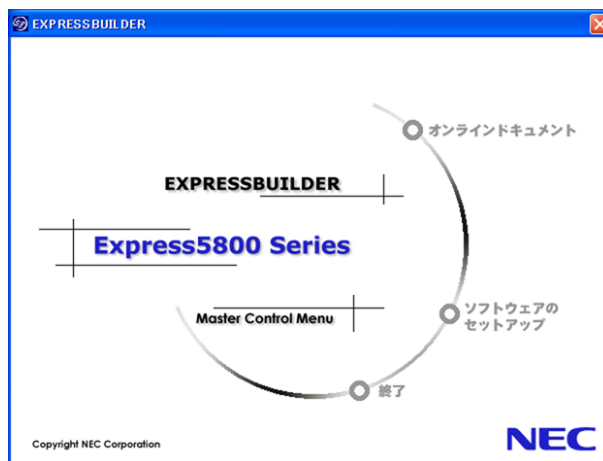 EXPRESSBUILDER
オンラインドキュメント
EXPRESSBUILDER
Express5800 Series
ソフトウェアの
セットアップ
Master Control Menu
終了
Copyright NEC Corporation
NEC